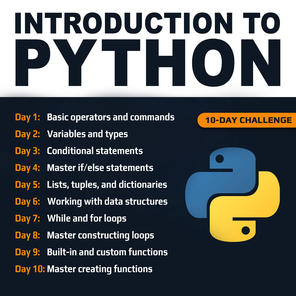 INTRODUCTION TO
PYTHON
10-DAY CHALLENGE
Day 1: Basic operators and commands
Day 2: Variables and types
Day 3: Conditional statements
Day 4: Master if/else statements
Day 5: Lists, tuples, and dictionaries
Day 6: Working with data structures
Day 7: While and for loops
Day 8: Master constructing loops
Day 9: Built-in and custom functions
Day 10: Master creating functions